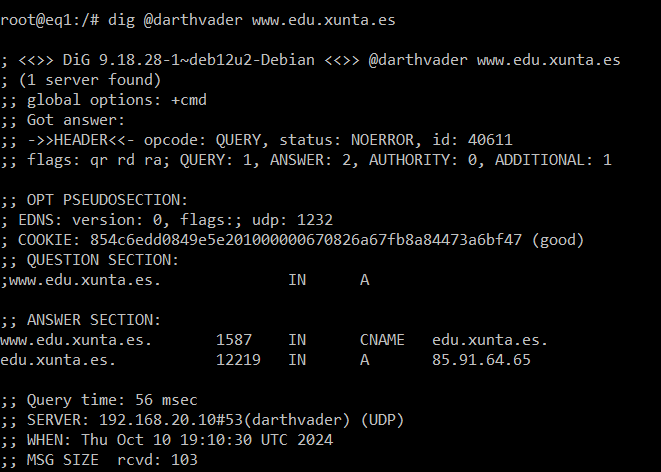 root@eq1:/# dig @darthvader www.edu.xunta.es
; <<>> DiG 9.18.28-1~deb12u2-Debian <<>> @darthvader www.edu.xunta.es
; (1 server found)
;; global options: +cmd
;; Got answer:
;; ->>HEADER<<- opcode: QUERY, status: NOERROR, id: 40611
;; flags: qr rd ra; QUERY: 1, ANSWER: 2, AUTHORITY: 0, ADDITIONAL: 1
;; OPT PSEUDOSECTION:
; EDNS: version: 0, flags:; udp: 1232
; COOKIE: 854c6edd0849e5e201000000670826a67fb8a84473a6bf47 (good)
;; QUESTION SECTION:
;www.edu.xunta.es. IN A
;; ANSWER SECTION:
www.edu.xunta.es. 1587 IN CNAME edu.xunta.es.
edu.xunta.es. 12219 IN A 85.91.64.65
;; Query time: 56 msec
;; SERVER: 192.168.20.10#53(darthvader) (UDP)
;; WHEN: Thu Oct 10 19:10:30 UTC 2024
;; MSG SIZE rcvd: 103